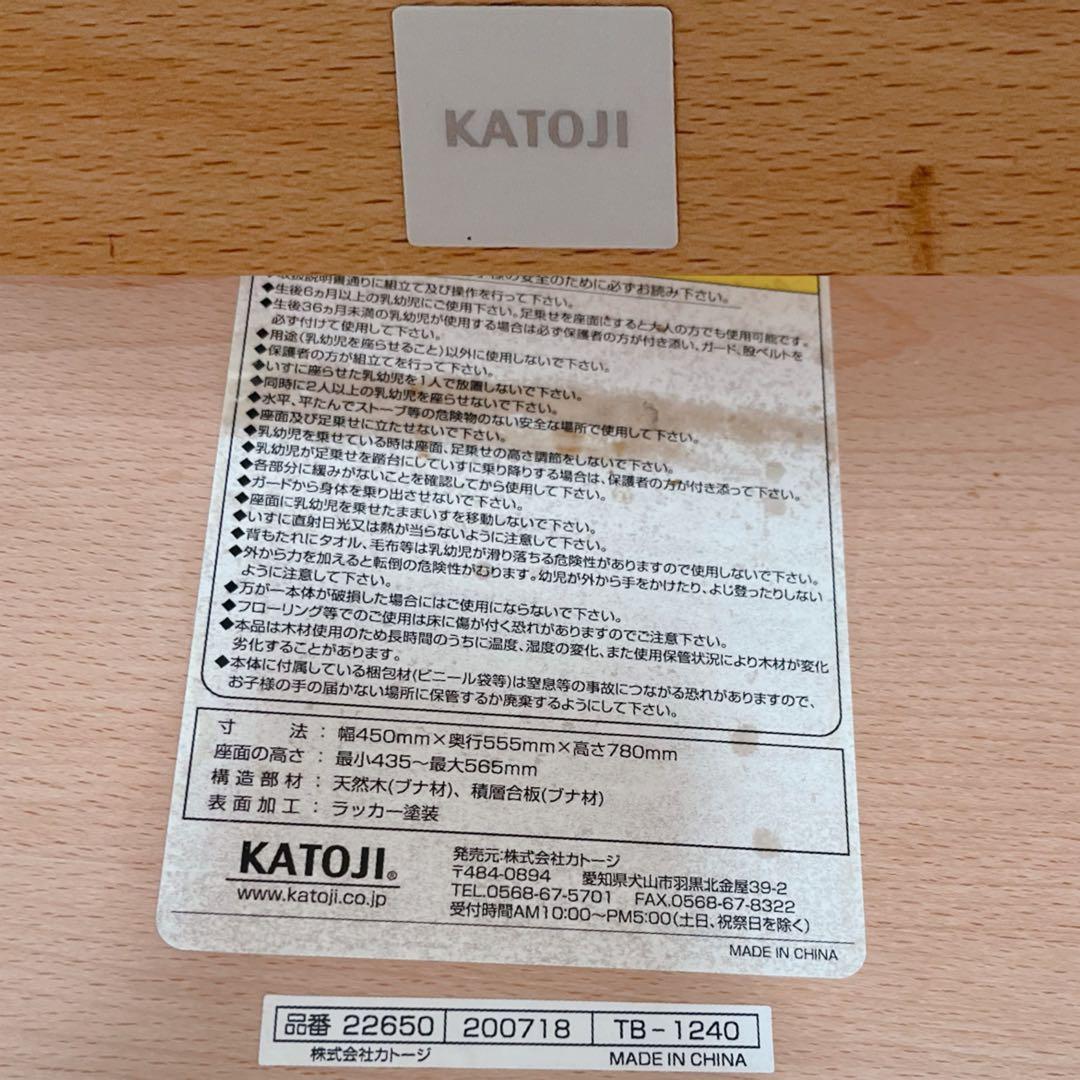 KATOJI
様の安全のために必ずお読み下さい。
取扱説明書通りに組立て及び操作を行って下さい。
◆生後6ヵ月以上の乳幼児にご使用下さい。足乗せを座面にすると大人の方でも使用可能です。
◆生後36ヵ月未満の乳幼児が使用する場合は必ず保護者の方が付き添い、ガード、股ベルトを
必ず付けて使用して下さい。
◆用途(乳幼児を座らせること)以外に使用しないで下さい。
◆保護者の方が組立てを行って下さい。
◆いすに座らせた乳幼児を1人で放置しないで下さい。
◆同時に2人以上の乳幼児を座らせないで下さい。
◆水平、平たんでストーブ等の危険物のない安全な場所で使用して下さい。
◆座面及び足乗せに立たせないで下さい。
◆乳幼児を乗せている時は座面、足乗せの高さ調節をしないで下さい。
◆乳幼児が足乗せを踏台にしていすに乗り降りする場合は、保護者の方が付き添って下さい。
◆各部分に緩みがないことを確認してから使用して下さい。
◆ガードから身体を乗り出させないで下さい。
◆座面に乳幼児を乗せたままいすを移動しないで下さい。
◆いすに直射日光又は熱が当らないように注意して下さい。
◆背もたれにタオル、毛布等は乳幼児が滑り落ちる危険性がありますので使用しないで下さい。
◆外から力を加えると転倒の危険性があります。幼児が外から手をかけたり、よじ登ったりしない
ように注意して下さい。
◆万が一本体が破損した場合にはご使用にならないで下さい。
◆フローリング等でのご使用は床に傷が付く恐れがありますのでご注意下さい。
◆本品は木材使用のため長時間のうちに温度、湿度の変化、また使用保管状況により木材が変化
劣化することがあります。
◆本体に付属している梱包材(ビニール袋等)は窒息等の事故につながる恐れがありますので、
お子様の手の届かない場所に保管するか廃棄するようにして下さい。
寸法:幅450mm×奥行555mm×高さ780mm
座面の高さ:最小435〜最大565mm
構造部材:天然木(ブナ材)、積層合板(ブナ材)
表面加工:ラッカー塗装
KATOJI®
www.katoji.co.jp
発売元:株式会社カトージ
〒484-0894 愛知県犬山市羽黒北金屋39-2
TEL.0568-67-5701 FAX.0568-67-8322
受付時間AM10:00〜PM5:00(土日、祝祭日を除く)
MADE IN CHINA
品番 22650 200718 TB-1240
株式会社カトージ MADE IN CHINA